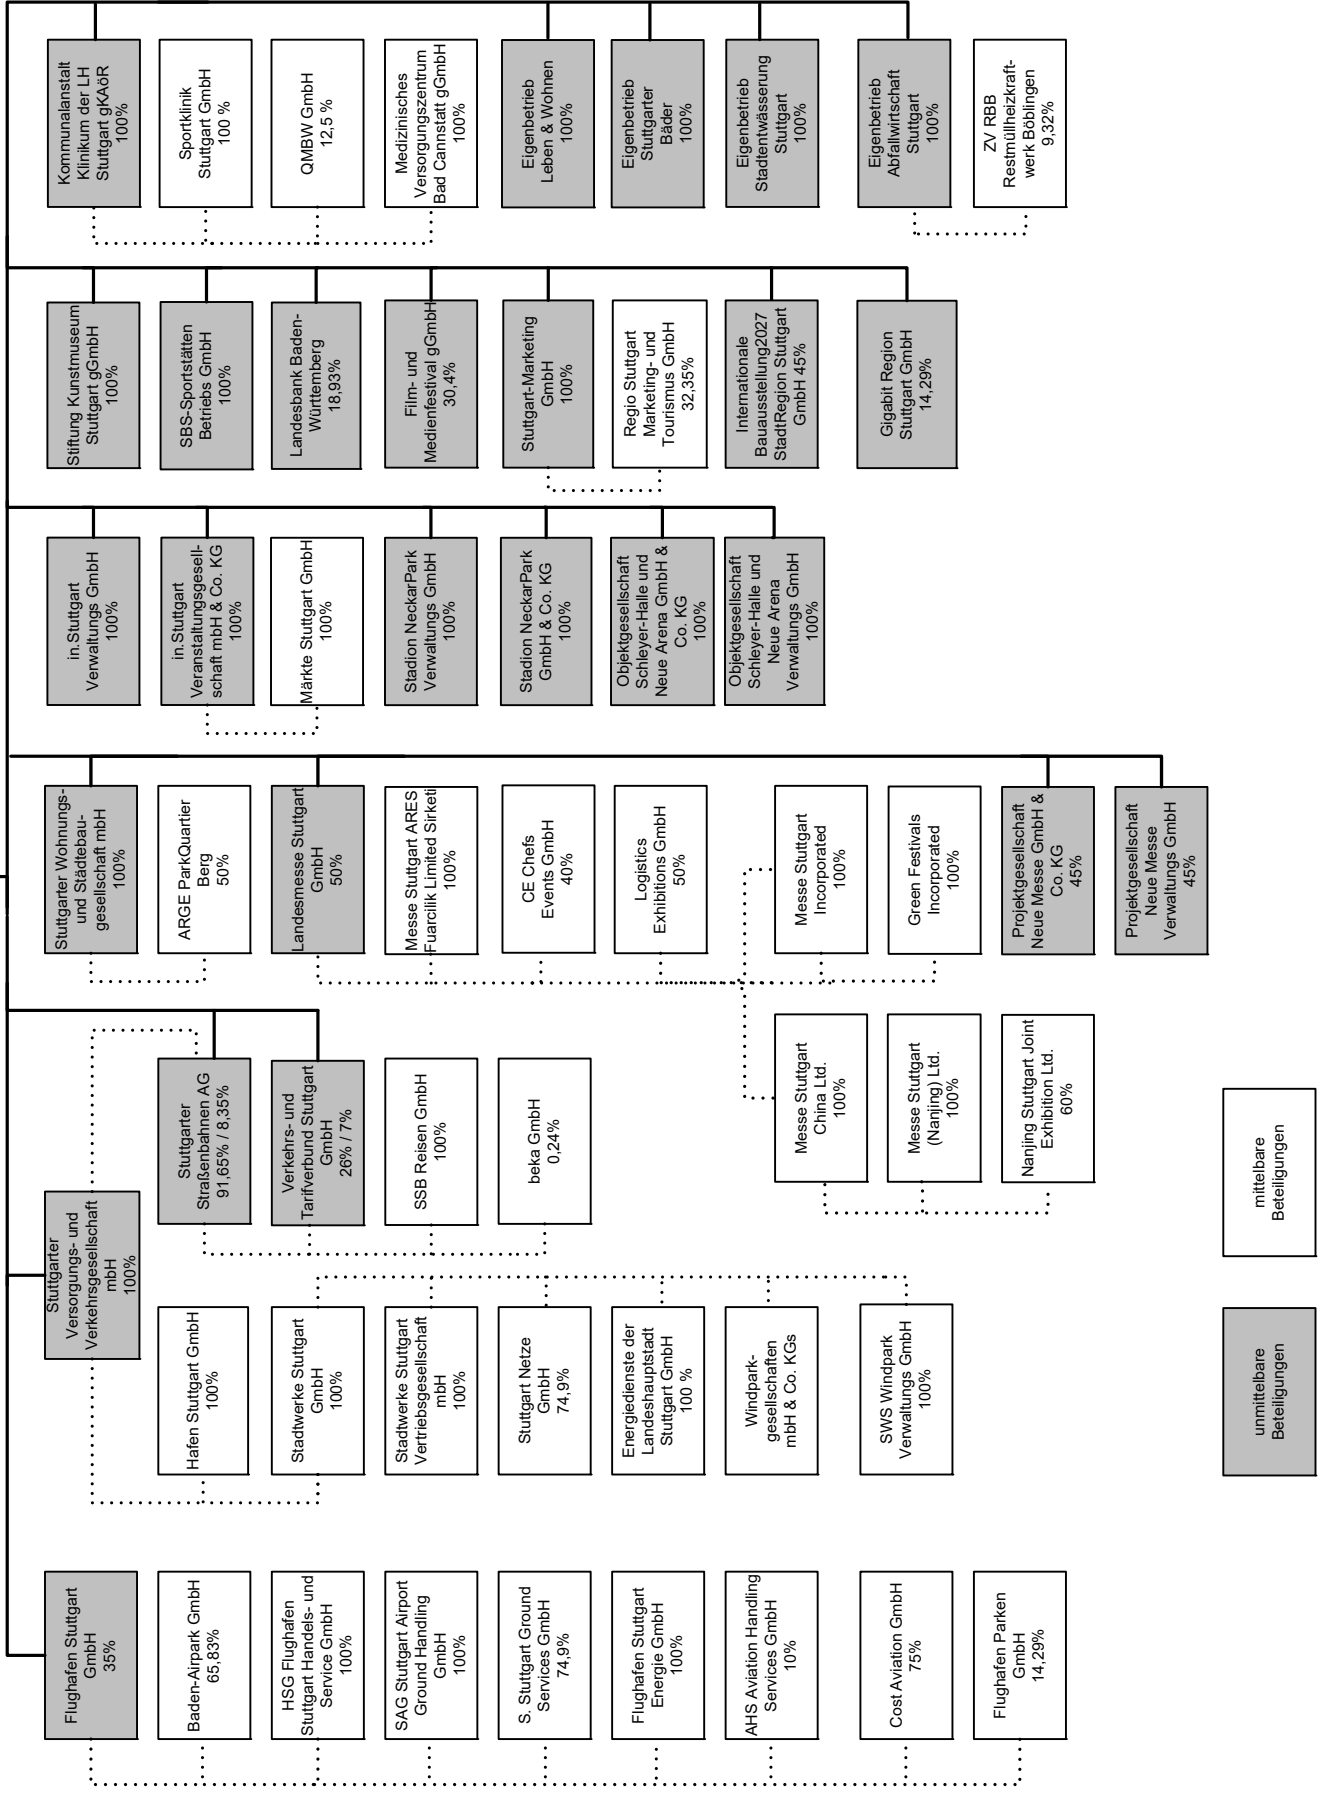 Kommunalanstalt
Klinikum der LH
Stuttgart gKAöR
100%
Sportklinik
Stuttgart GmbH
100 %
QMBW GmbH
12,5 %
Medizinisches
Versorgungszentrum
Bad Cannstatt gGmbH
100%
Eigenbetrieb
Leben & Wohnen
100%
Eigenbetrieb
Stuttgarter
Bäder
100%
Eigenbetrieb
Stadtentwässerung
Stuttgart
100%
Eigenbetrieb
Abfallwirtschaft
Stuttgart
100%
ZV RBB
Restmüllheizkraft-
werk Böblingen
9,32%
Stiftung Kunstmuseum
Stuttgart gGmbH
100%
SBS-Sportstätten
Betriebs GmbH
100%
Landesbank Baden-
Württemberg
18,93%
Film- und
Medienfestival gGmbH
30,4%
Stuttgart-Marketing
GmbH
100%
Regio Stuttgart
Marketing- und
Tourismus GmbH
32,35%
Internationale
Bauausstellung2027
StadtRegion Stuttgart
GmbH 45%
Gigabit Region
Stuttgart GmbH
14,29%
in.Stuttgart
Verwaltungs GmbH
100%
in.Stuttgart
Veranstaltungsgesell-
schaft mbH & Co. KG
100%
Märkte Stuttgart GmbH
100%
Stadion NeckarPark
Verwaltungs GmbH
100%
Stadion NeckarPark
GmbH & Co. KG
100%
Objektgesellschaft
Schleyer-Halle und
Neue Arena GmbH &
Co. KG
100%
Objektgesellschaft
Schleyer-Halle und
Neue Arena
Verwaltungs GmbH
100%
Stuttgarter Wohnungs-
und Städtebau-
gesellschaft mbH
100%
ARGE ParkQuartier
Berg
50%
Landesmesse Stuttgart
GmbH
50%
Messe Stuttgart ARES
Fuarcilik Limited Sirketi
100%
CE Chefs
Events GmbH
40%
Logistics
Exhibitions GmbH
50%
Messe Stuttgart
Incorporated
100%
Green Festivals
Incorporated
100%
Projektgesellschaft
Neue Messe GmbH &
Co. KG
45%
Projektgesellschaft
Neue Messe
Verwaltungs GmbH
45%
Stuttgarter
Straßenbahnen AG
91,65% / 8,35%
Verkehrs- und
Tarifverbund Stuttgart
GmbH
26% / 7%
SSB Reisen GmbH
100%
beka GmbH
0,24%
Messe Stuttgart
China Ltd.
100%
Messe Stuttgart
(Nanjing) Ltd.
100%
Nanjing Stuttgart Joint
Exhibition Ltd.
60%
mittelbare
Beteiligungen
Stuttgarter
Versorgungs- und
Verkehrsgesellschaft
mbH
100%
Hafen Stuttgart GmbH
100%
Stadtwerke Stuttgart
GmbH
100%
Stadtwerke Stuttgart
Vertriebsgesellschaft
mbH
100%
Stuttgart Netze
GmbH
74,9%
Energiedienste der
Landeshauptstadt
Stuttgart GmbH
100 %
Windpark-
gesellschaften
mbH & Co. KGs
SWS Windpark
Verwaltungs GmbH
100%
unmittelbare
Beteiligungen
Flughafen Stuttgart
GmbH
35%
Baden-Airpark GmbH
65,83%
HSG Flughafen
Stuttgart Handels- und
Service GmbH
100%
SAG Stuttgart Airport
Ground Handling
GmbH
100%
S. Stuttgart Ground
Services GmbH
74,9%
Flughafen Stuttgart
Energie GmbH
100%
AHS Aviation Handling
Services GmbH
10%
Cost Aviation GmbH
75%
Flughafen Parken
GmbH
14,29%